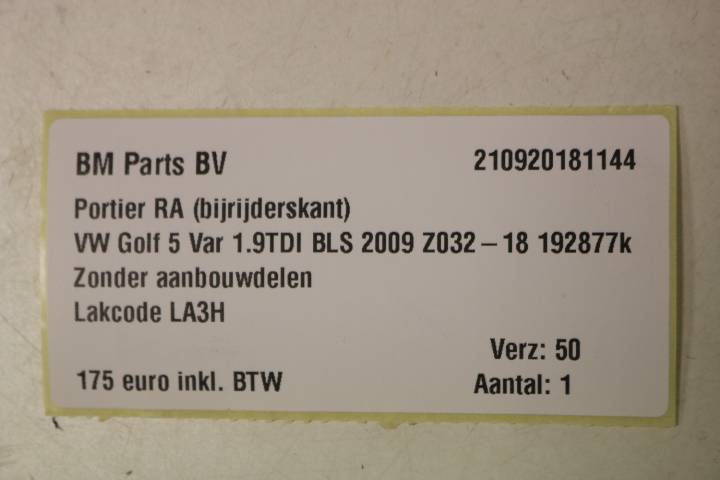 BM Parts BV 210920181144
Portier RA (bijrijderskant)
VW Golf 5 Var 1.9TDI BLS 2009 Z032 – 18 192877k
Zonder aanbouwdelen
Lakcode LA3H
Verz: 50
175 euro inkl. BTW Aantal: 1